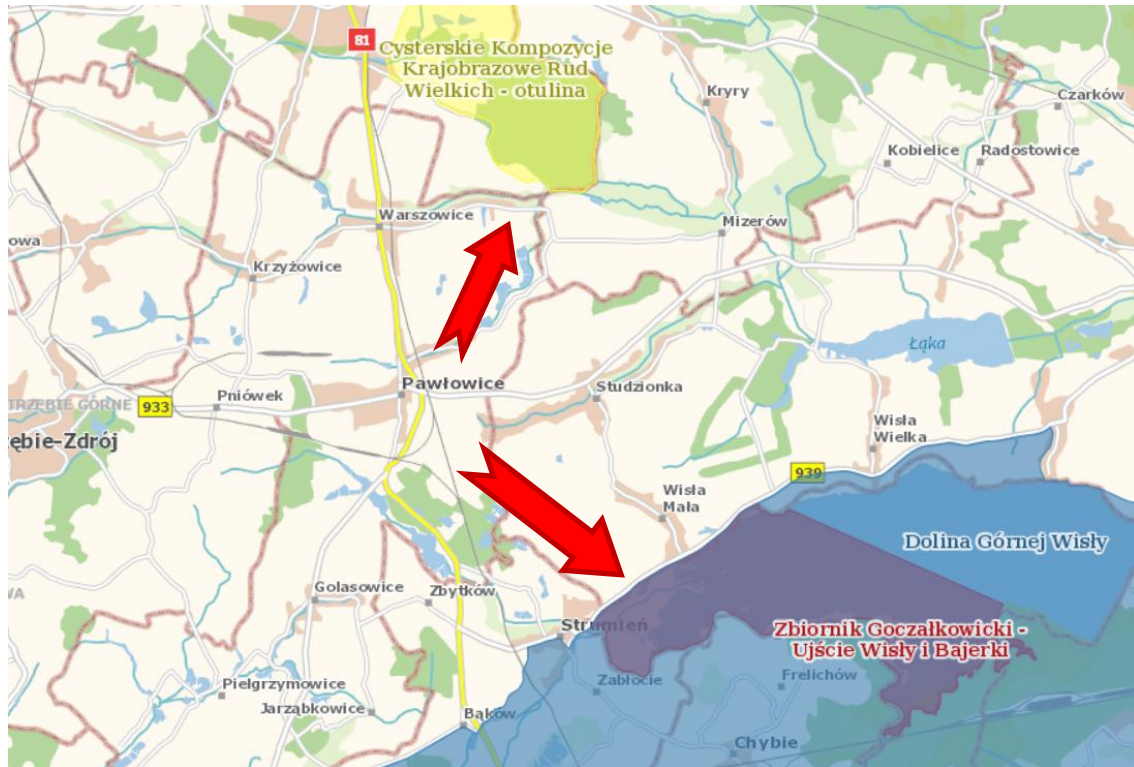 81
Cysterskie Kompozycje
Krajobrazowe Rud
Wielkich - otulina
Kryry
Czarków
Kobielice
Radostowice
Warszowice
Mizerów
owa
Krzyżowice
Łąka
Pawłowice
Studzionka
TRZĘBIE GÓRNE
933
Pniówek
ębie-Zdrój
Wisła
Wielka
939
Wisła
Mała
Dolina Górnej Wisły
WA
Golasowice
Zbytków
Strumień
Zbiornik Goczałkowicki -
Ujście Wisły i Bajerki
Pielgrzymowice
Zabłocie
Frelichów
Jarząbkowice
Bąków
Chybie